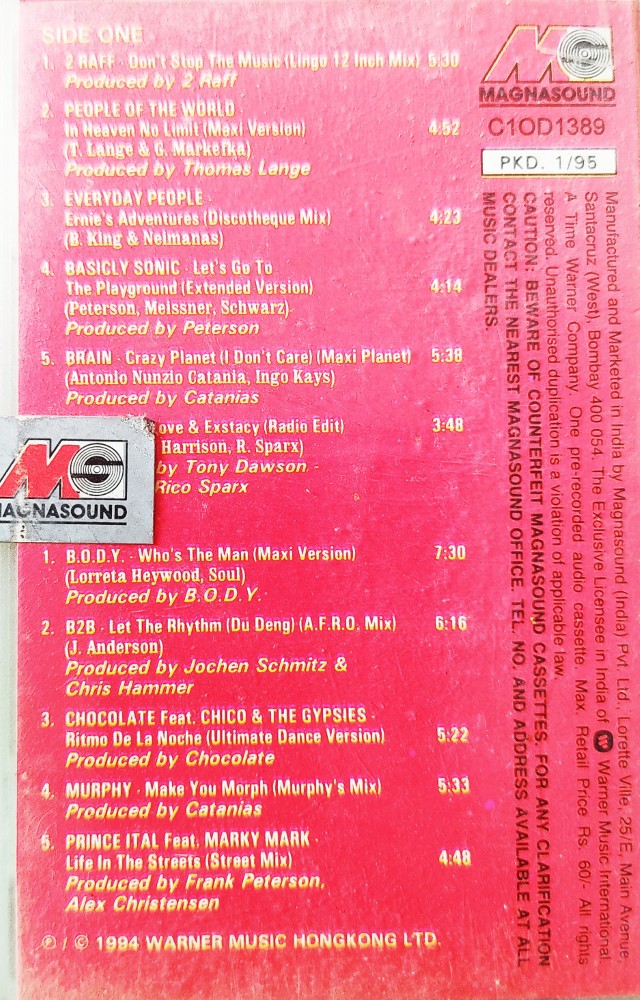 SIDE ONE
1. 2 RAFF - Don't Stop The Music (Lingo 12 Inch Mix) 5:30
Produced by 2 Raff
2. PEOPLE OF THE WORLD
In Heaven No Limit (Maxi Version) 4:52
(T. Lange & G. Markefka)
Produced by Thomas Lange
3. EVERYDAY PEOPLE -
Ernie's Adventures (Discotheque Mix) 4:23
(B. King & Neimanas)
4. BASICLY SONIC - Let's Go To
The Playground (Extended Version) 4:14
(Peterson, Meissner, Schwarz)
Produced by Peterson
5. BRAIN - Crazy Planet (I Don't Care) (Maxi Planet) 5:38
(Antonio Nunzio Catania, Ingo Kays)
Produced by Catanias
& Exstacy (Radio Edit) 3:48
Harrison, R. Sparx)
by Tony Dawson -
Rico Sparx
MAGNASOUND
1. B.O.D.Y. - Who's The Man (Maxi Version) 7:30
(Lorreta Heywood, Soul)
Produced by B.O.D.Y.
2. B2B - Let The Rhythm (Du Deng) (A.F.R.O. Mix) 6:16
(J. Anderson)
Produced by Jochen Schmitz &
Chris Hammer
3. CHOCOLATE Feat. CHICO & THE GYPSIES -
Ritmo De La Noche (Ultimate Dance Version) 5:22
Produced by Chocolate
4. MURPHY - Make You Morph (Murphy's Mix) 5:33
Produced by Catanias
5. PRINCE ITAL Feat. MARKY MARK
Life In The Streets (Street Mix) 4:48
Produced by Frank Peterson,
Alex Christensen
℗ / © 1994 WARNER MUSIC HONGKONG LTD.
MAGNASOUND
C1OD1389
PKD. 1/95
Manufactured and Marketed in India by Magnasound (India) Pvt. Ltd., Lorette Ville, 25/E, Main Avenue,
Santacruz (West), Bombay 400 054. The Exclusive Licensee in India of Warner Music International
A Time Warner Company. One pre-recorded audio cassette. Max. Retail Price Rs. 60/- All rights
reserved. Unauthorised duplication is a violation of applicable law.
CAUTION: BEWARE OF COUNTERFEIT MAGNASOUND CASSETTES. FOR ANY CLARIFICATION
CONTACT THE NEAREST MAGNASOUND OFFICE. TEL. NO. AND ADDRESS AVAILABLE AT ALL
MUSIC DEALERS.